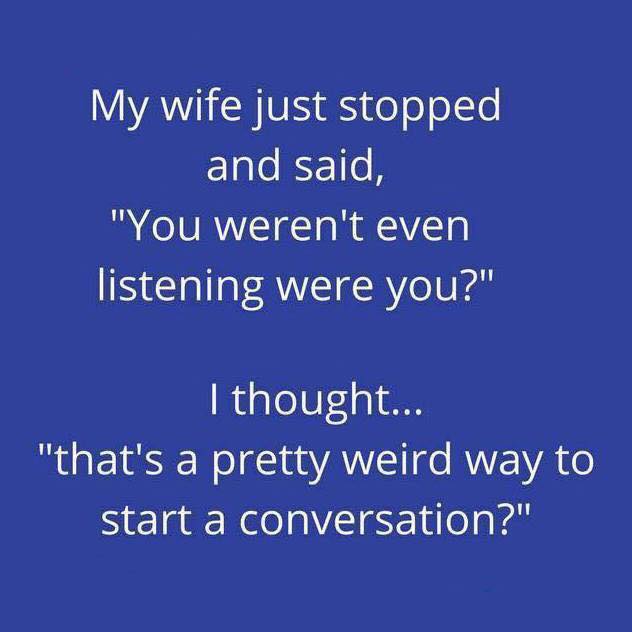 My wife just stopped
and said,
"You weren't even
listening were you?"
I thought...
"that's a pretty weird way to
start a conversation?"